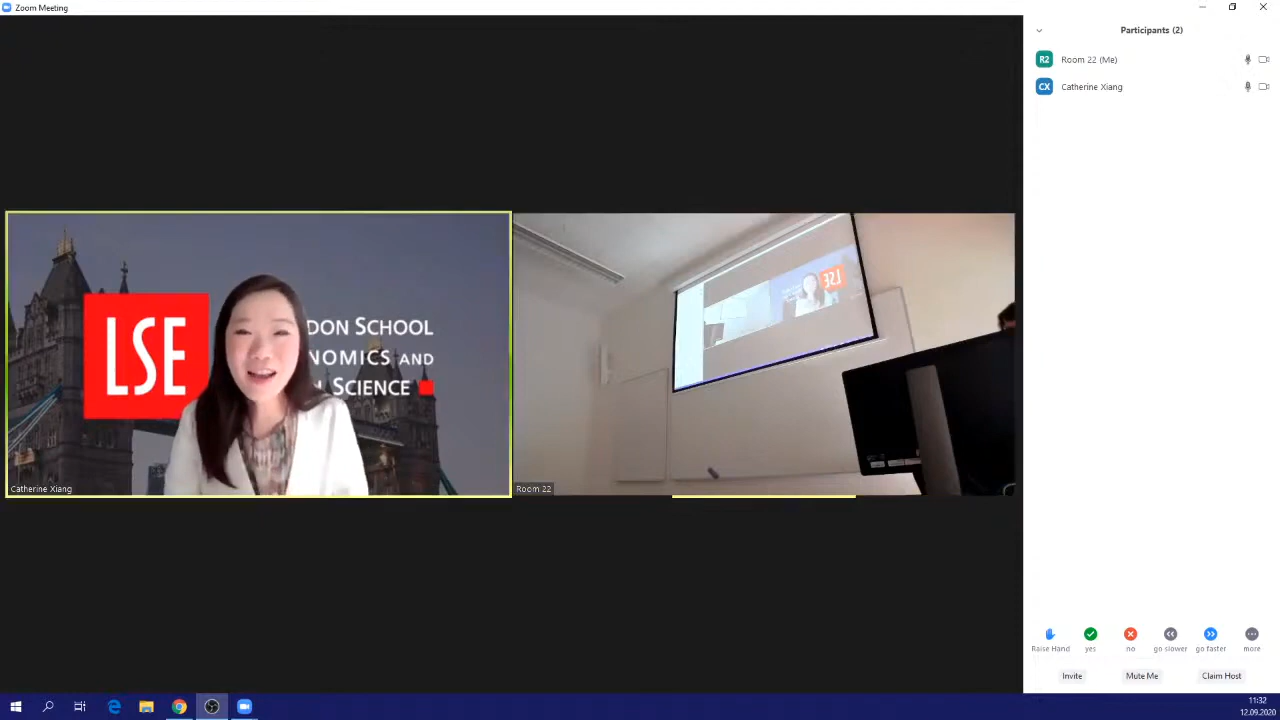 Zoom Meeting
Participants (2)
R2 Room 22 (Me)
CX Catherine Xiang
LSE
DON SCHOOL
NOMICS AND
SCIENCE
Catherine Xiang
Room 22
LSE
Raise Hand
yes
no
go slower
go faster
more
Invite
Mute Me
Claim Host
11:32
12.09.2020